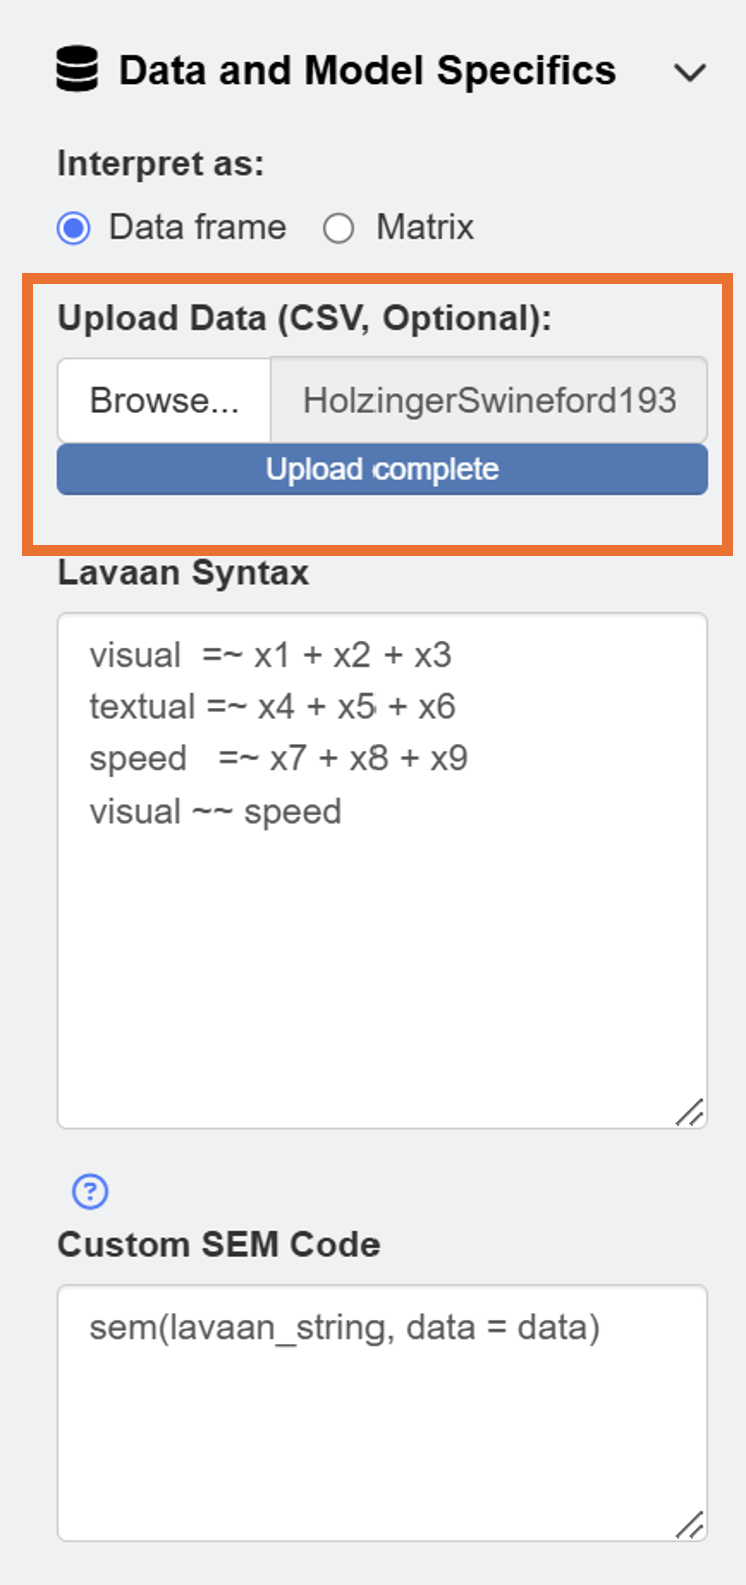 Data and Model Specifics
Interpret as:
Data frame Matrix
Upload Data (CSV, Optional):
Browse... HolzingerSwineford193
Upload complete
Lavaan Syntax
visual =~ x1 + x2 + x3
textual =~ x4 + x5 + x6
speed =~ x7 + x8 + x9
visual ~~ speed
?
Custom SEM Code
sem(lavaan_string, data = data)